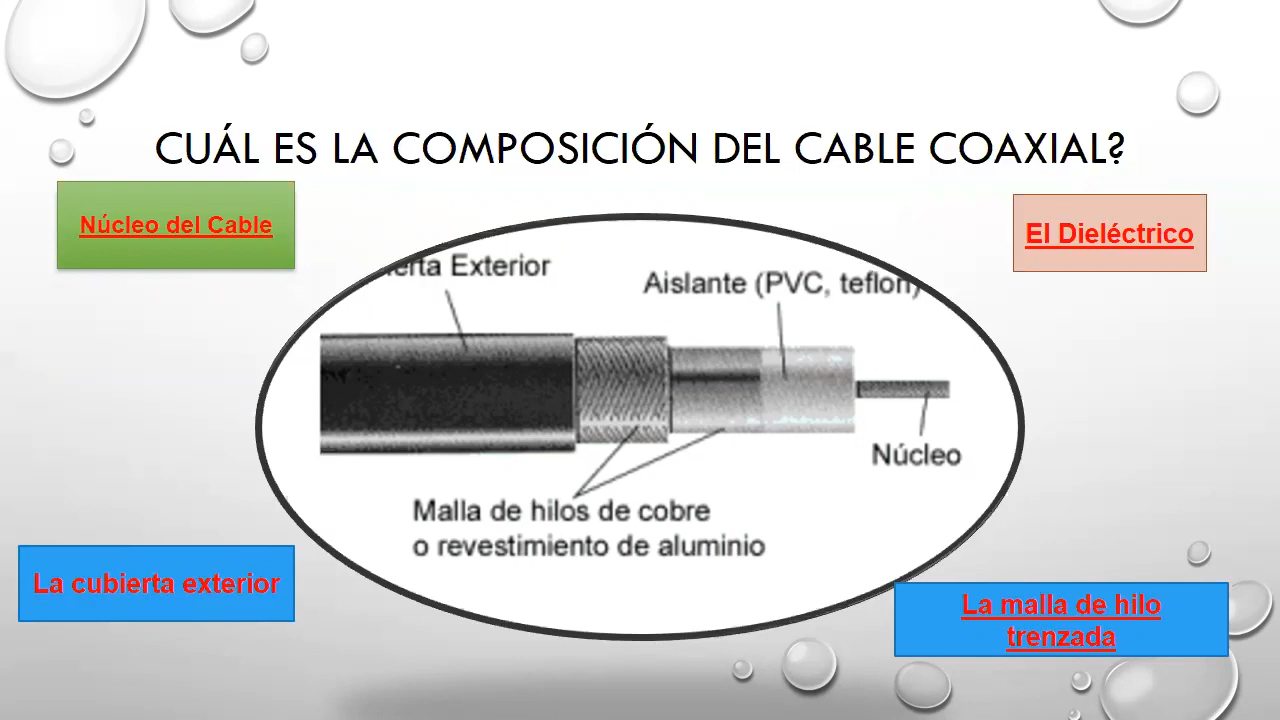 CUÁL ES LA COMPOSICIÓN DEL CABLE COAXIAL?
Núcleo del Cable
El Dieléctrico
Exterior
Aislante (PVC, teflon)
Núcleo
Malla de hilos de cobre
o revestimiento de aluminio
La cubierta exterior
La malla de hilo
trenzada